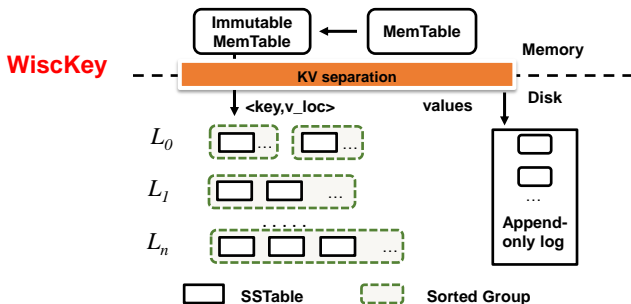 Immutable
MemTable
MemTable
Memory
WiscKey
KV separation
<key,v_loc>
values
Disk
L0
... ...
L1
...
. . . . .
...
Append-
only log
Ln
...
SSTable
Sorted Group